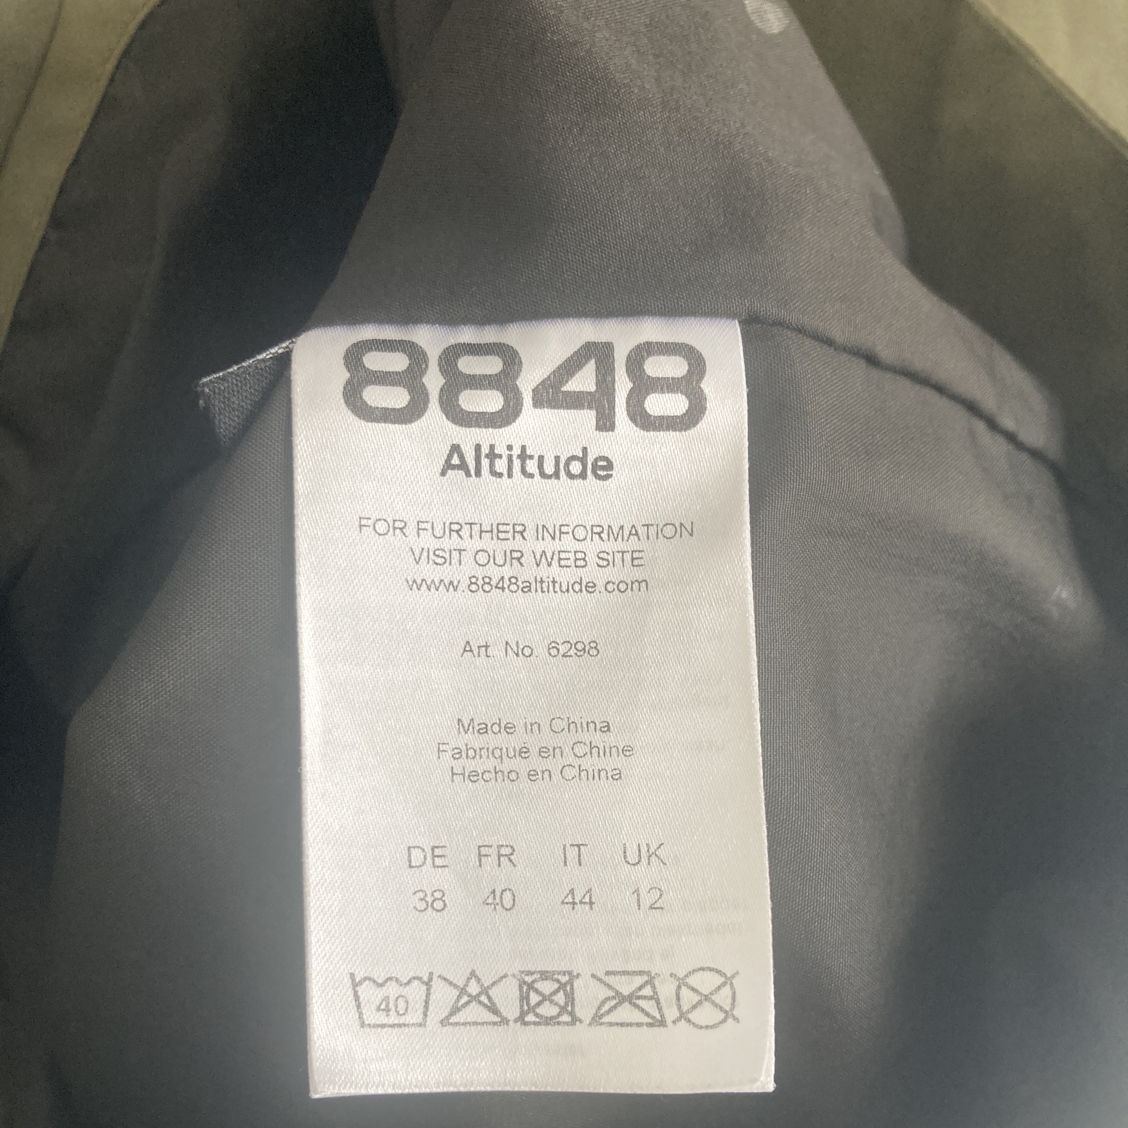 8848
Altitude
FOR FURTHER INFORMATION
VISIT OUR WEB SITE
www.8848altitude.com
Art. No. 6298
Made in China
Fabriqué en Chine
Hecho en China
DE FR IT UK
38 40 44 12
40